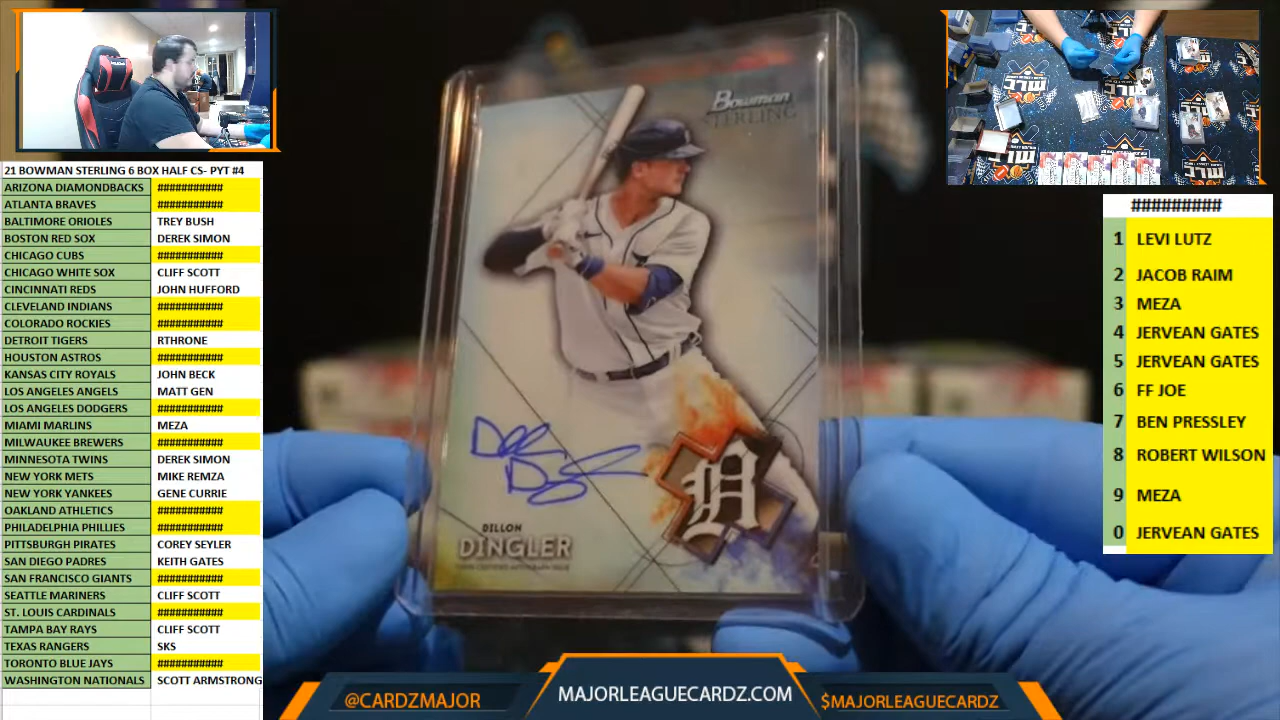 21 BOWMAN STERLING 6 BOX HALF CS- PYT #4
ARIZONA DIAMONDBACKS ###########
ATLANTA BRAVES ###########
BALTIMORE ORIOLES TREY BUSH
BOSTON RED SOX DEREK SIMON
CHICAGO CUBS ###########
CHICAGO WHITE SOX CLIFF SCOTT
CINCINNATI REDS JOHN HUFFORD
CLEVELAND INDIANS ###########
COLORADO ROCKIES ###########
DETROIT TIGERS RTHRONE
HOUSTON ASTROS ###########
KANSAS CITY ROYALS JOHN BECK
LOS ANGELES ANGELS MATT GEN
LOS ANGELES DODGERS ###########
MIAMI MARLINS MEZA
MILWAUKEE BREWERS ###########
MINNESOTA TWINS DEREK SIMON
NEW YORK METS MIKE REMZA
NEW YORK YANKEES GENE CURRIE
OAKLAND ATHLETICS ###########
PHILADELPHIA PHILLIES ###########
PITTSBURGH PIRATES COREY SEYLER
SAN DIEGO PADRES KEITH GATES
SAN FRANCISCO GIANTS ###########
SEATTLE MARINERS CLIFF SCOTT
ST. LOUIS CARDINALS ###########
TAMPA BAY RAYS CLIFF SCOTT
TEXAS RANGERS SKS
TORONTO BLUE JAYS ###########
WASHINGTON NATIONALS SCOTT ARMSTRONG
Bowman
STERLING
D
DILLON
DINGLER
#########
1 LEVI LUTZ
2 JACOB RAIM
3 MEZA
4 JERVEAN GATES
5 JERVEAN GATES
6 FF JOE
7 BEN PRESSLEY
8 ROBERT WILSON
9 MEZA
0 JERVEAN GATES
@CARDZMAJOR
MAJORLEAGUECARDZ.COM
$MAJORLEAGUECARDZ